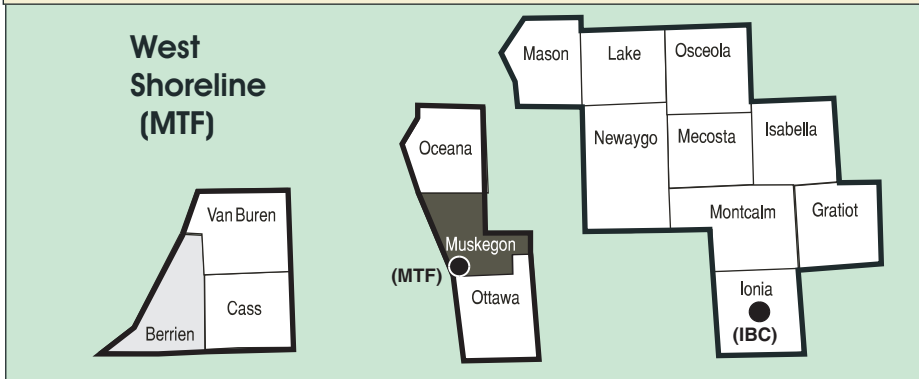 West
Shoreline
(MTF)
Mason
Lake
Osceola
Oceana
Newaygo
Mecosta
Isabella
Van Buren
Montcalm
Gratiot
Muskegon
(MTF)
Ottawa
Ionia
(IBC)
Cass
Berrien